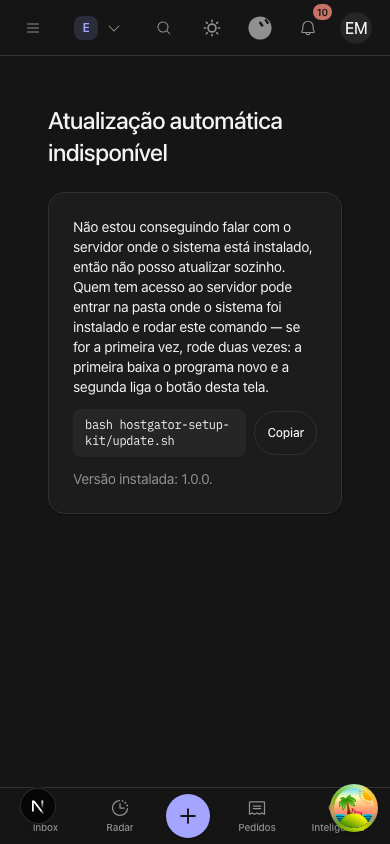 E
10
EM
Atualização automática
indisponível
Não estou conseguindo falar com o
servidor onde o sistema está instalado,
então não posso atualizar sozinho.
Quem tem acesso ao servidor pode
entrar na pasta onde o sistema foi
instalado e rodar este comando — se
for a primeira vez, rode duas vezes: a
primeira baixa o programa novo e a
segunda liga o botão desta tela.
bash hostgator-setup-
kit/update.sh
Copiar
Versão instalada: 1.0.0.
N
Inbox
Radar
Pedidos